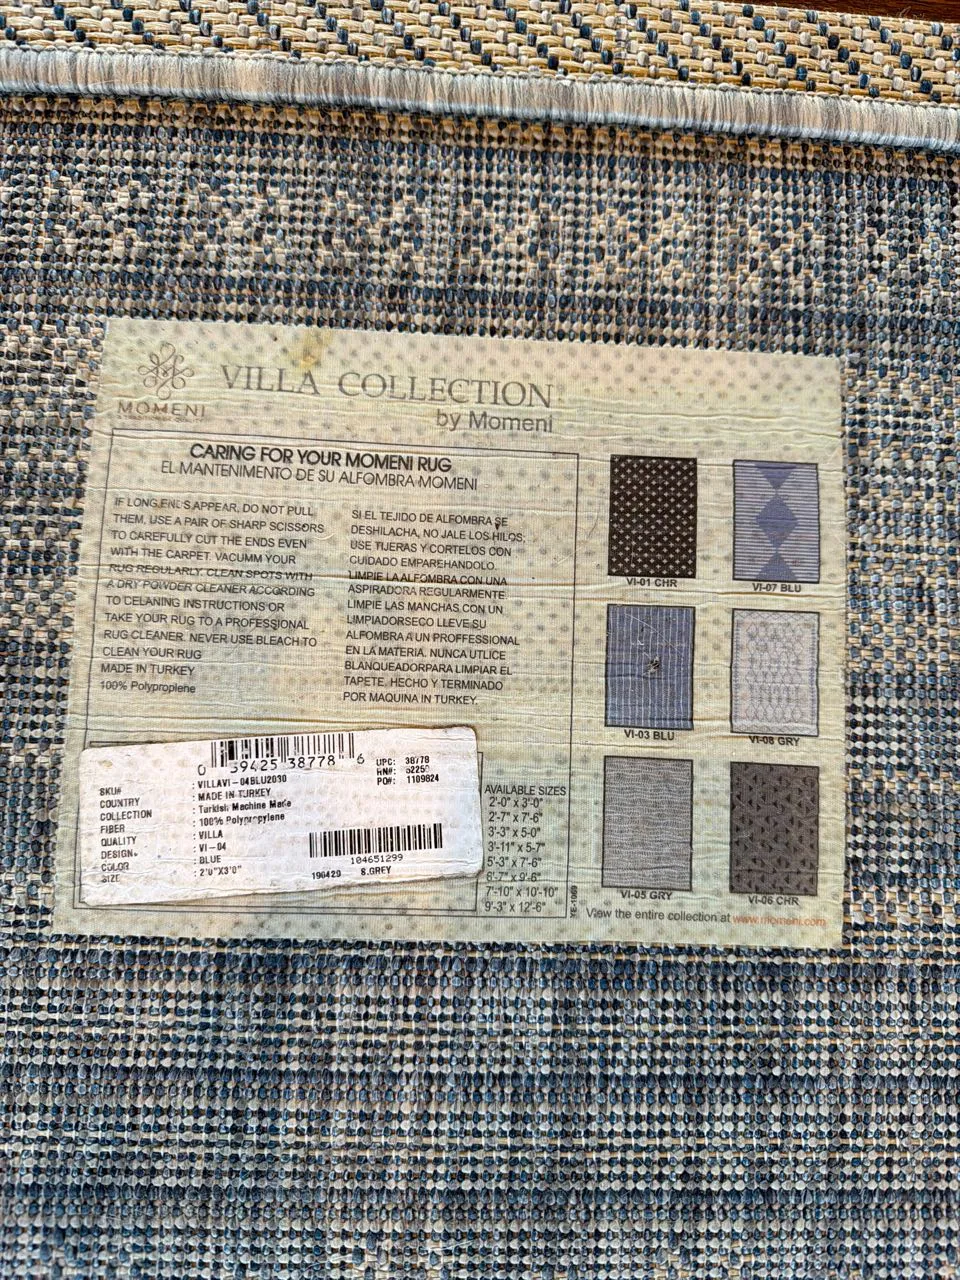 MOMENI
VILLA COLLECTION
by Momeni
CARING FOR YOUR MOMENI RUG
EL MANTENIMENTO DE SU ALFOMBRA MOMENI
IF LONG ENDS APPEAR, DO NOT PULL
THEM, USE A PAIR OF SHARP SCISSORS
TO CAREFULLY CUT THE ENDS EVEN
WITH THE CARPET. VACUMM YOUR
RUG REGULARLY. CLEAN SPOTS WITH
A DRY POWDER CLEANER ACCORDING
TO CELANING INSTRUCTIONS OR
TAKE YOUR RUG TO A PROFESSIONAL
RUG CLEANER. NEVER USE BLEACH TO
CLEAN YOUR RUG
MADE IN TURKEY
100% Polyproplene
SI EL TEJIDO DE ALFOMBRA SE
DESHILACHA, NO JALE LOS HILOS;
USE TIJERAS Y CORTELOS CON
CUIDADO EMPAREHANDOLO.
LIMPIE LA ALFOMBRA CON UNA
ASPIRADORA REGULARMENTE.
LIMPIE LAS MANCHAS CON UN
LIMPIADORSECO LLEVE SU
ALFOMBRA A UN PROFFESSIONAL
EN LA MATERIA. NUNCA UTLICE
BLANQUEADORPARA LIMPIAR EL
TAPETE, HECHO Y TERMINADO
POR MAQUINA IN TURKEY.
VI-01 CHR
VI-07 BLU
VI-03 BLU
VI-08 GRY
VI-05 GRY
VI-06 CHR
0 39425 38778 6
UPC: 38778
RN#:
PO#: 1109824
SKU# : VILLAVI-04BLU2030
COUNTRY : MADE IN TURKEY
COLLECTION : Turkish Machine Made
FIBER : 100% Polypropylene
QUALITY : VILLA
DESIGN : VI-04
COLOR : BLUE
SIZE : 2'0"X3'0"
104651299
190429 8.GREY
AVAILABLE SIZES
2'-0" x 3'-0"
2'-7" x 7'-6"
3'-3" x 5'-0"
3'-11" x 5'-7"
5'-3" x 7'-6"
6'-7" x 9'-6"
7'-10" x 10'-10"
9'-3" x 12'-6"
YE-1069
View the entire collection at www.momeni.com